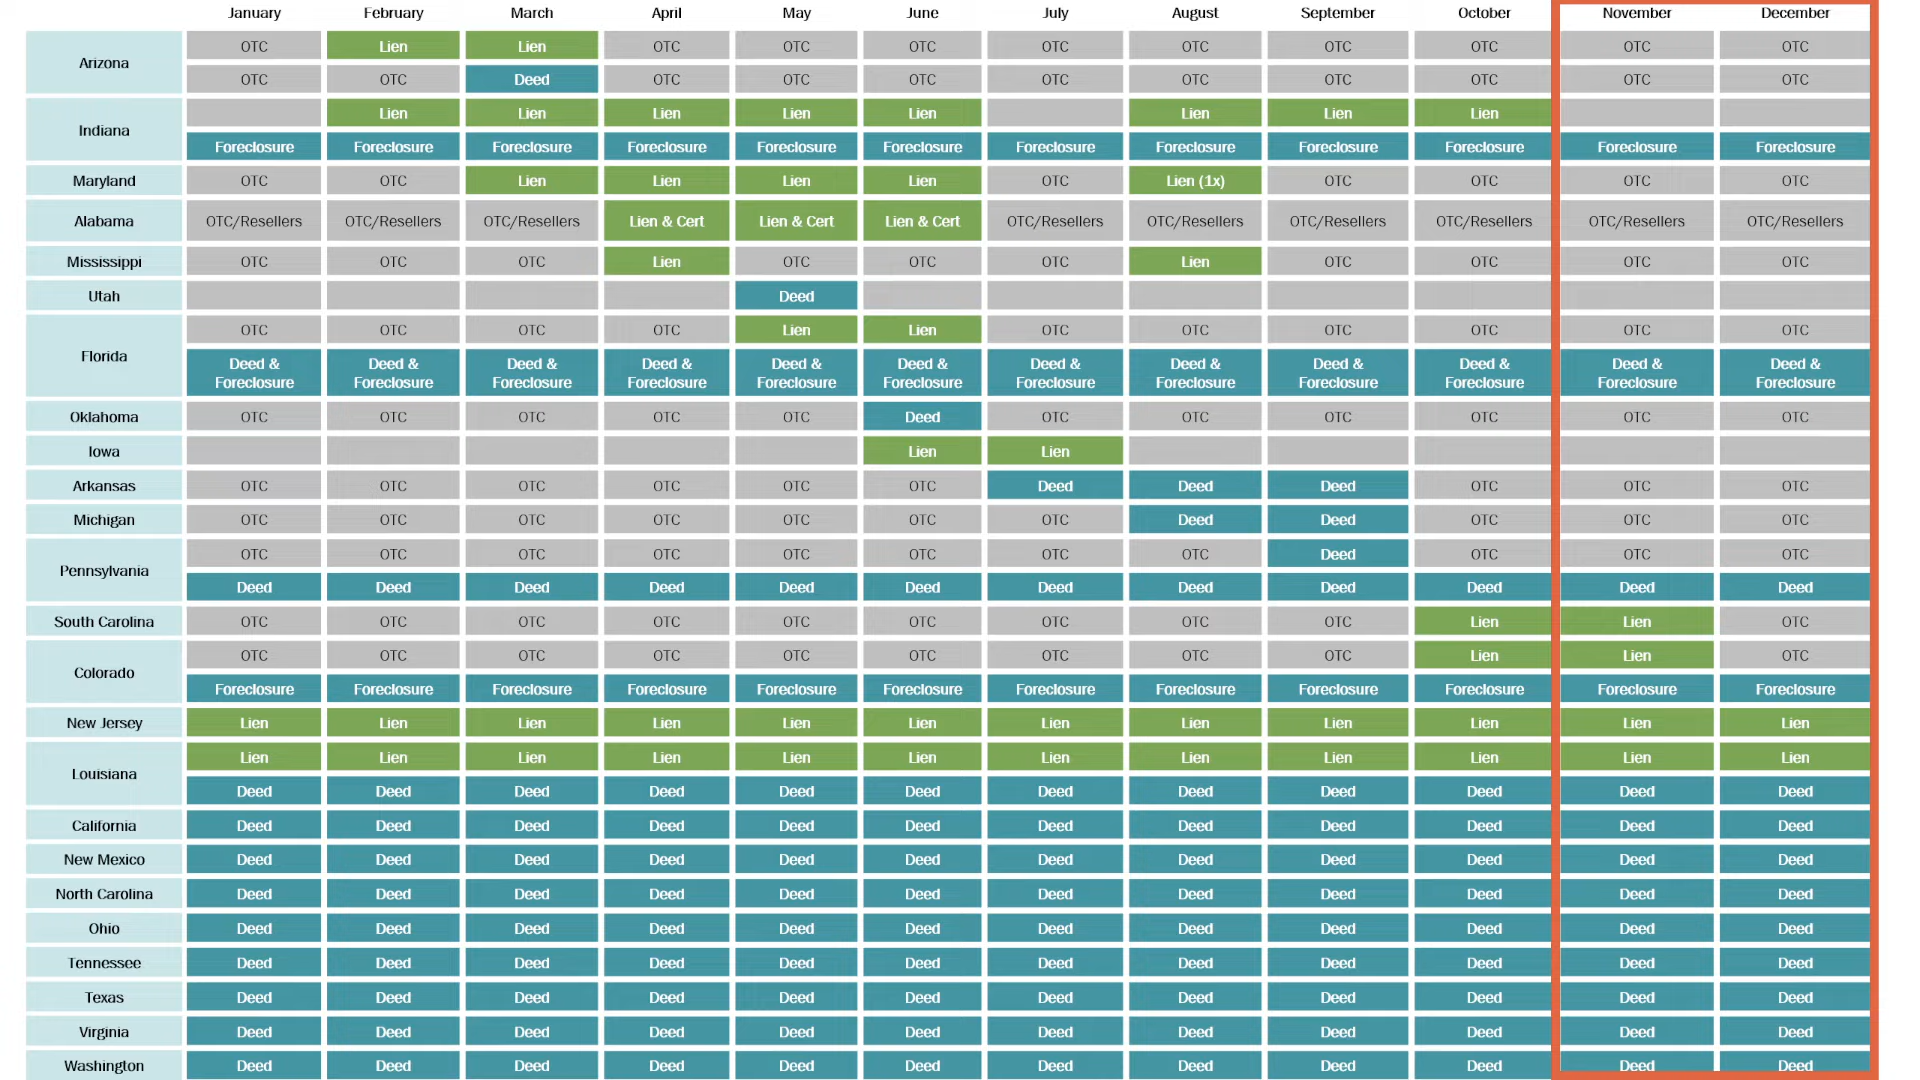 January February March April May June July August September October November December
Arizona
OTC Lien Lien OTC OTC OTC OTC OTC OTC OTC OTC OTC
OTC OTC Deed OTC OTC OTC OTC OTC OTC OTC OTC OTC
Indiana
Lien Lien Lien Lien Lien Lien Lien Lien
Foreclosure Foreclosure Foreclosure Foreclosure Foreclosure Foreclosure Foreclosure Foreclosure Foreclosure Foreclosure Foreclosure Foreclosure
Maryland OTC OTC Lien Lien Lien Lien OTC Lien (1x) OTC OTC OTC OTC
Alabama OTC/Resellers OTC/Resellers OTC/Resellers Lien & Cert Lien & Cert Lien & Cert OTC/Resellers OTC/Resellers OTC/Resellers OTC/Resellers OTC/Resellers OTC/Resellers
Mississippi OTC OTC OTC Lien OTC OTC OTC Lien OTC OTC OTC OTC
Utah Deed
Florida
OTC OTC OTC OTC Lien Lien OTC OTC OTC OTC OTC OTC
Deed & Deed & Deed & Deed & Deed & Deed & Deed & Deed & Deed & Deed & Deed & Deed &
Foreclosure Foreclosure Foreclosure Foreclosure Foreclosure Foreclosure Foreclosure Foreclosure Foreclosure Foreclosure Foreclosure Foreclosure
Oklahoma OTC OTC OTC OTC OTC Deed OTC OTC OTC OTC OTC OTC
Iowa Lien Lien
Arkansas OTC OTC OTC OTC OTC OTC Deed Deed Deed OTC OTC OTC
Michigan OTC OTC OTC OTC OTC OTC OTC Deed Deed OTC OTC OTC
Pennsylvania
OTC OTC OTC OTC OTC OTC OTC OTC Deed OTC OTC OTC
Deed Deed Deed Deed Deed Deed Deed Deed Deed Deed Deed Deed
South Carolina OTC OTC OTC OTC OTC OTC OTC OTC OTC Lien Lien OTC
Colorado
OTC OTC OTC OTC OTC OTC OTC OTC OTC Lien Lien OTC
Foreclosure Foreclosure Foreclosure Foreclosure Foreclosure Foreclosure Foreclosure Foreclosure Foreclosure Foreclosure Foreclosure Foreclosure
New Jersey Lien Lien Lien Lien Lien Lien Lien Lien Lien Lien Lien Lien
Louisiana
Lien Lien Lien Lien Lien Lien Lien Lien Lien Lien Lien Lien
Deed Deed Deed Deed Deed Deed Deed Deed Deed Deed Deed Deed
California Deed Deed Deed Deed Deed Deed Deed Deed Deed Deed Deed Deed
New Mexico Deed Deed Deed Deed Deed Deed Deed Deed Deed Deed Deed Deed
North Carolina Deed Deed Deed Deed Deed Deed Deed Deed Deed Deed Deed Deed
Ohio Deed Deed Deed Deed Deed Deed Deed Deed Deed Deed Deed Deed
Tennessee Deed Deed Deed Deed Deed Deed Deed Deed Deed Deed Deed Deed
Texas Deed Deed Deed Deed Deed Deed Deed Deed Deed Deed Deed Deed
Virginia Deed Deed Deed Deed Deed Deed Deed Deed Deed Deed Deed Deed
Washington Deed Deed Deed Deed Deed Deed Deed Deed Deed Deed Deed Deed